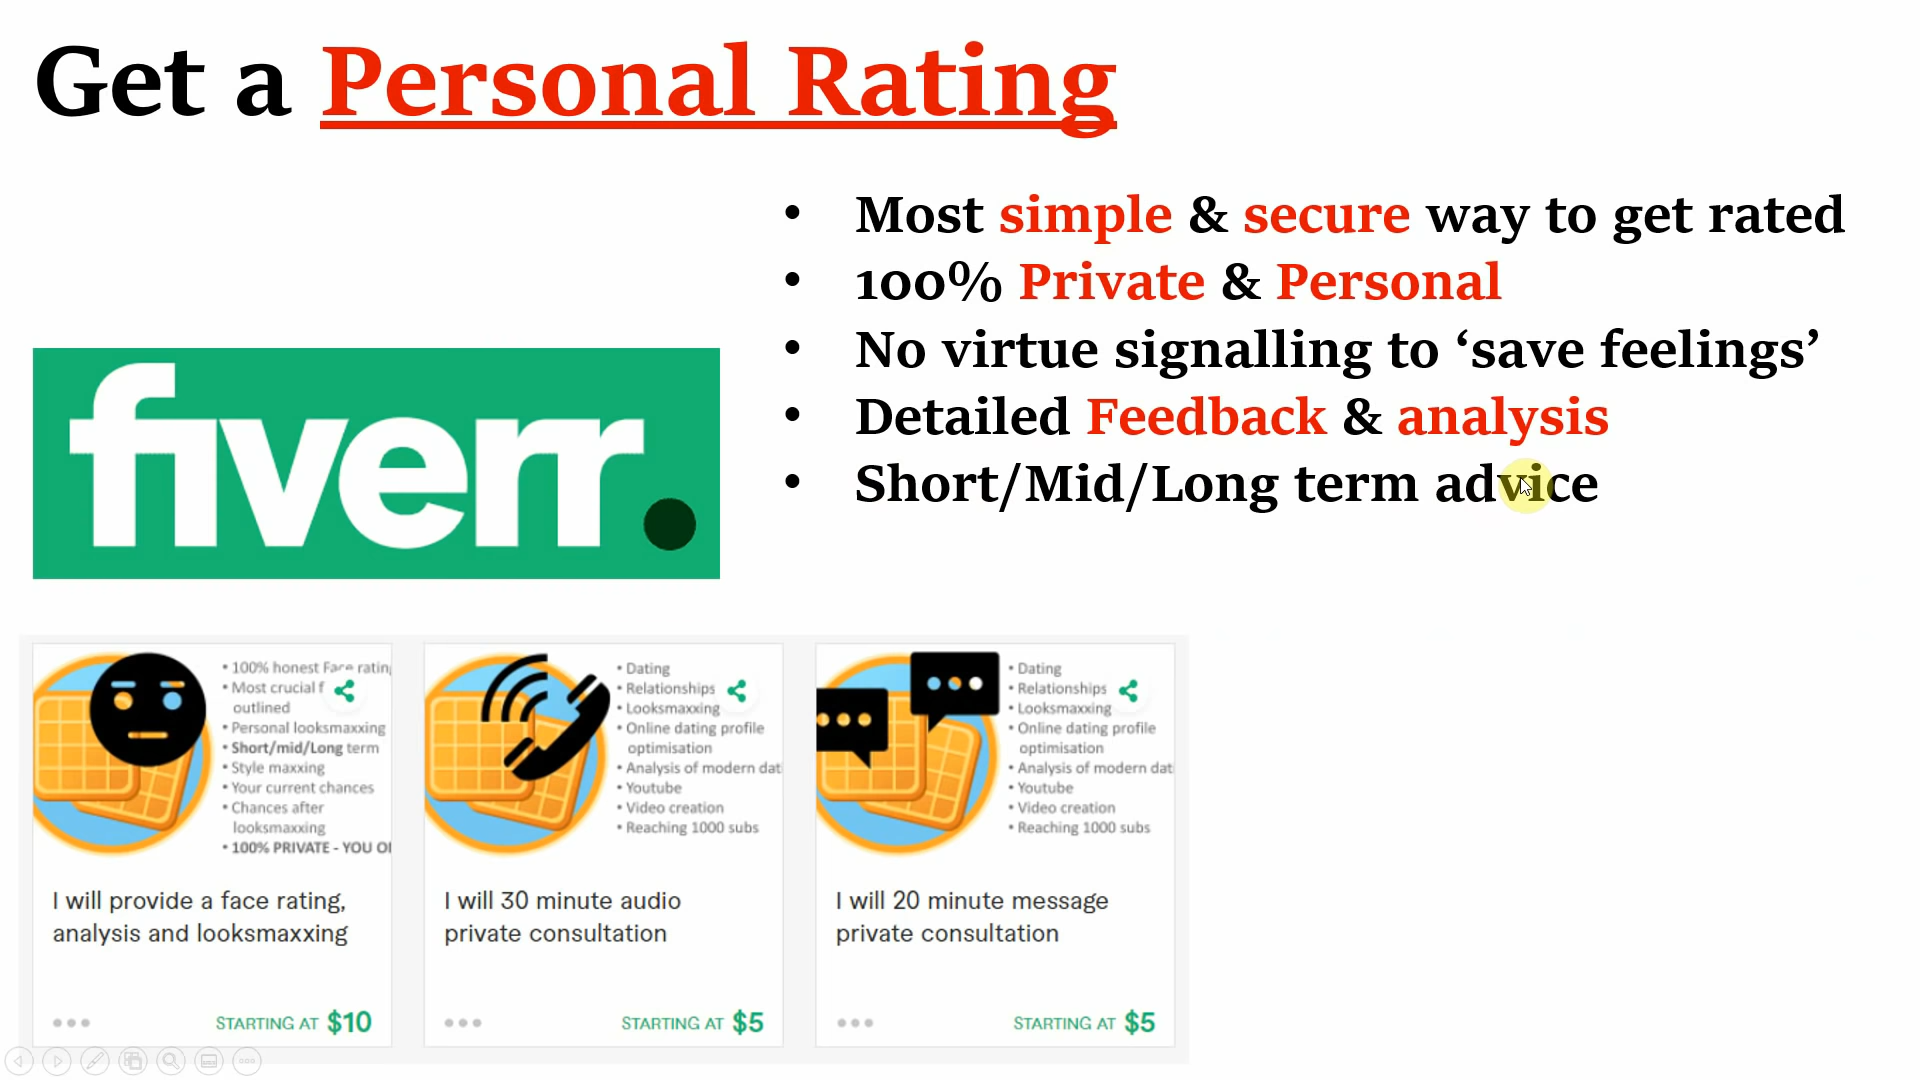 Get a Personal Rating
• Most simple & secure way to get rated
• 100% Private & Personal
• No virtue signalling to ‘save feelings’
• Detailed Feedback & analysis
• Short/Mid/Long term advice
fiverr.
• 100% honest Face rating
• Most crucial f
outlined
• Personal looksmaxxing
• Short/mid/Long term
• Style maxxing
• Your current chances
• Chances after
looksmaxxing
• 100% PRIVATE - YOU O
I will provide a face rating,
analysis and looksmaxxing
STARTING AT $10
• Dating
• Relationships
• Looksmaxxing
• Online dating profile
optimisation
• Analysis of modern dat
• Youtube
• Video creation
• Reaching 1000 subs
I will 30 minute audio
private consultation
STARTING AT $5
• Dating
• Relationships
• Looksmaxxing
• Online dating profile
optimisation
• Analysis of modern dat
• Youtube
• Video creation
• Reaching 1000 subs
I will 20 minute message
private consultation
STARTING AT $5